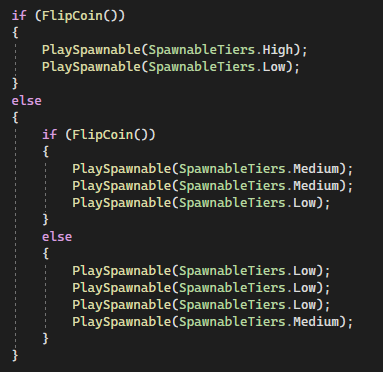 if (FlipCoin())
{
    PlaySpawnable(SpawnableTiers.High);
    PlaySpawnable(SpawnableTiers.Low);
}
else
{
    if (FlipCoin())
    {
        PlaySpawnable(SpawnableTiers.Medium);
        PlaySpawnable(SpawnableTiers.Medium);
        PlaySpawnable(SpawnableTiers.Low);
    }
    else
    {
        PlaySpawnable(SpawnableTiers.Low);
        PlaySpawnable(SpawnableTiers.Low);
        PlaySpawnable(SpawnableTiers.Low);
        PlaySpawnable(SpawnableTiers.Medium);
    }
}